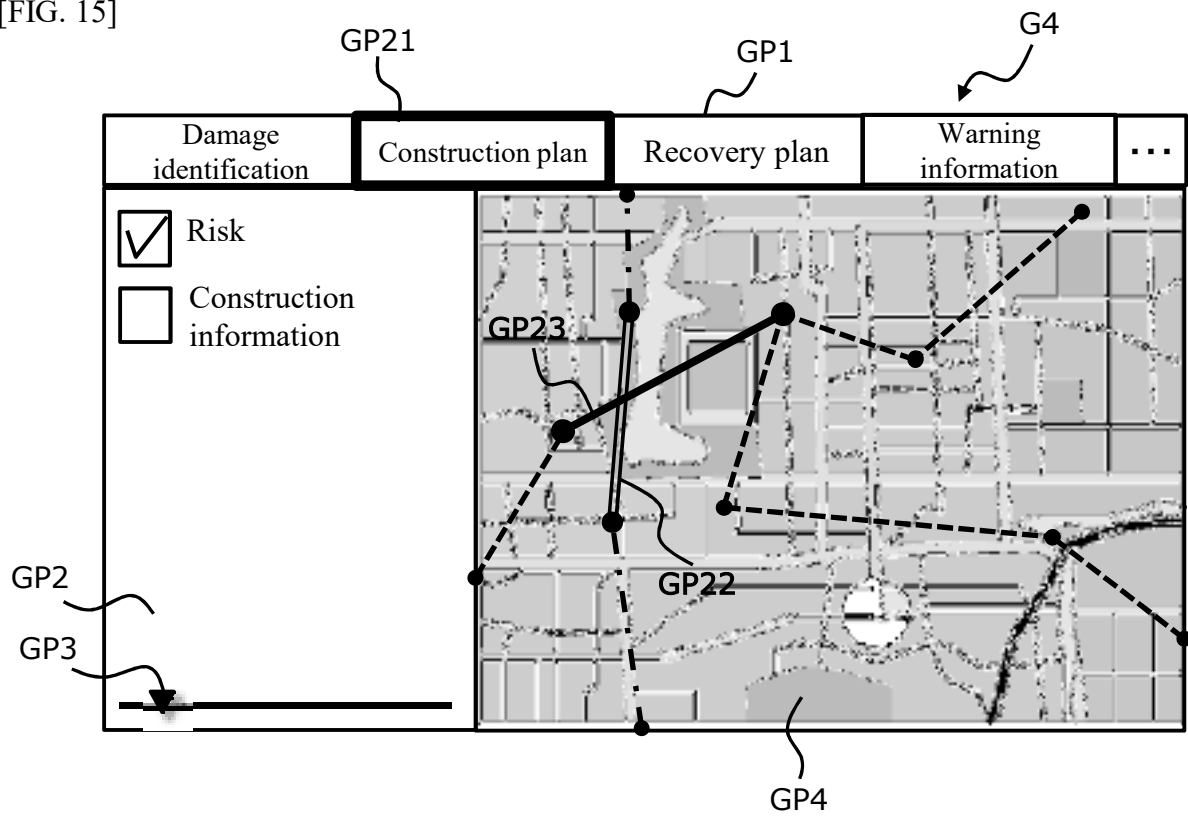 [FIG. 15]
GP21
GP1
G4
Damage
identification
Construction plan
Recovery plan
Warning
information
...
Risk
Construction
information
GP23
GP22
GP2
GP3
GP4